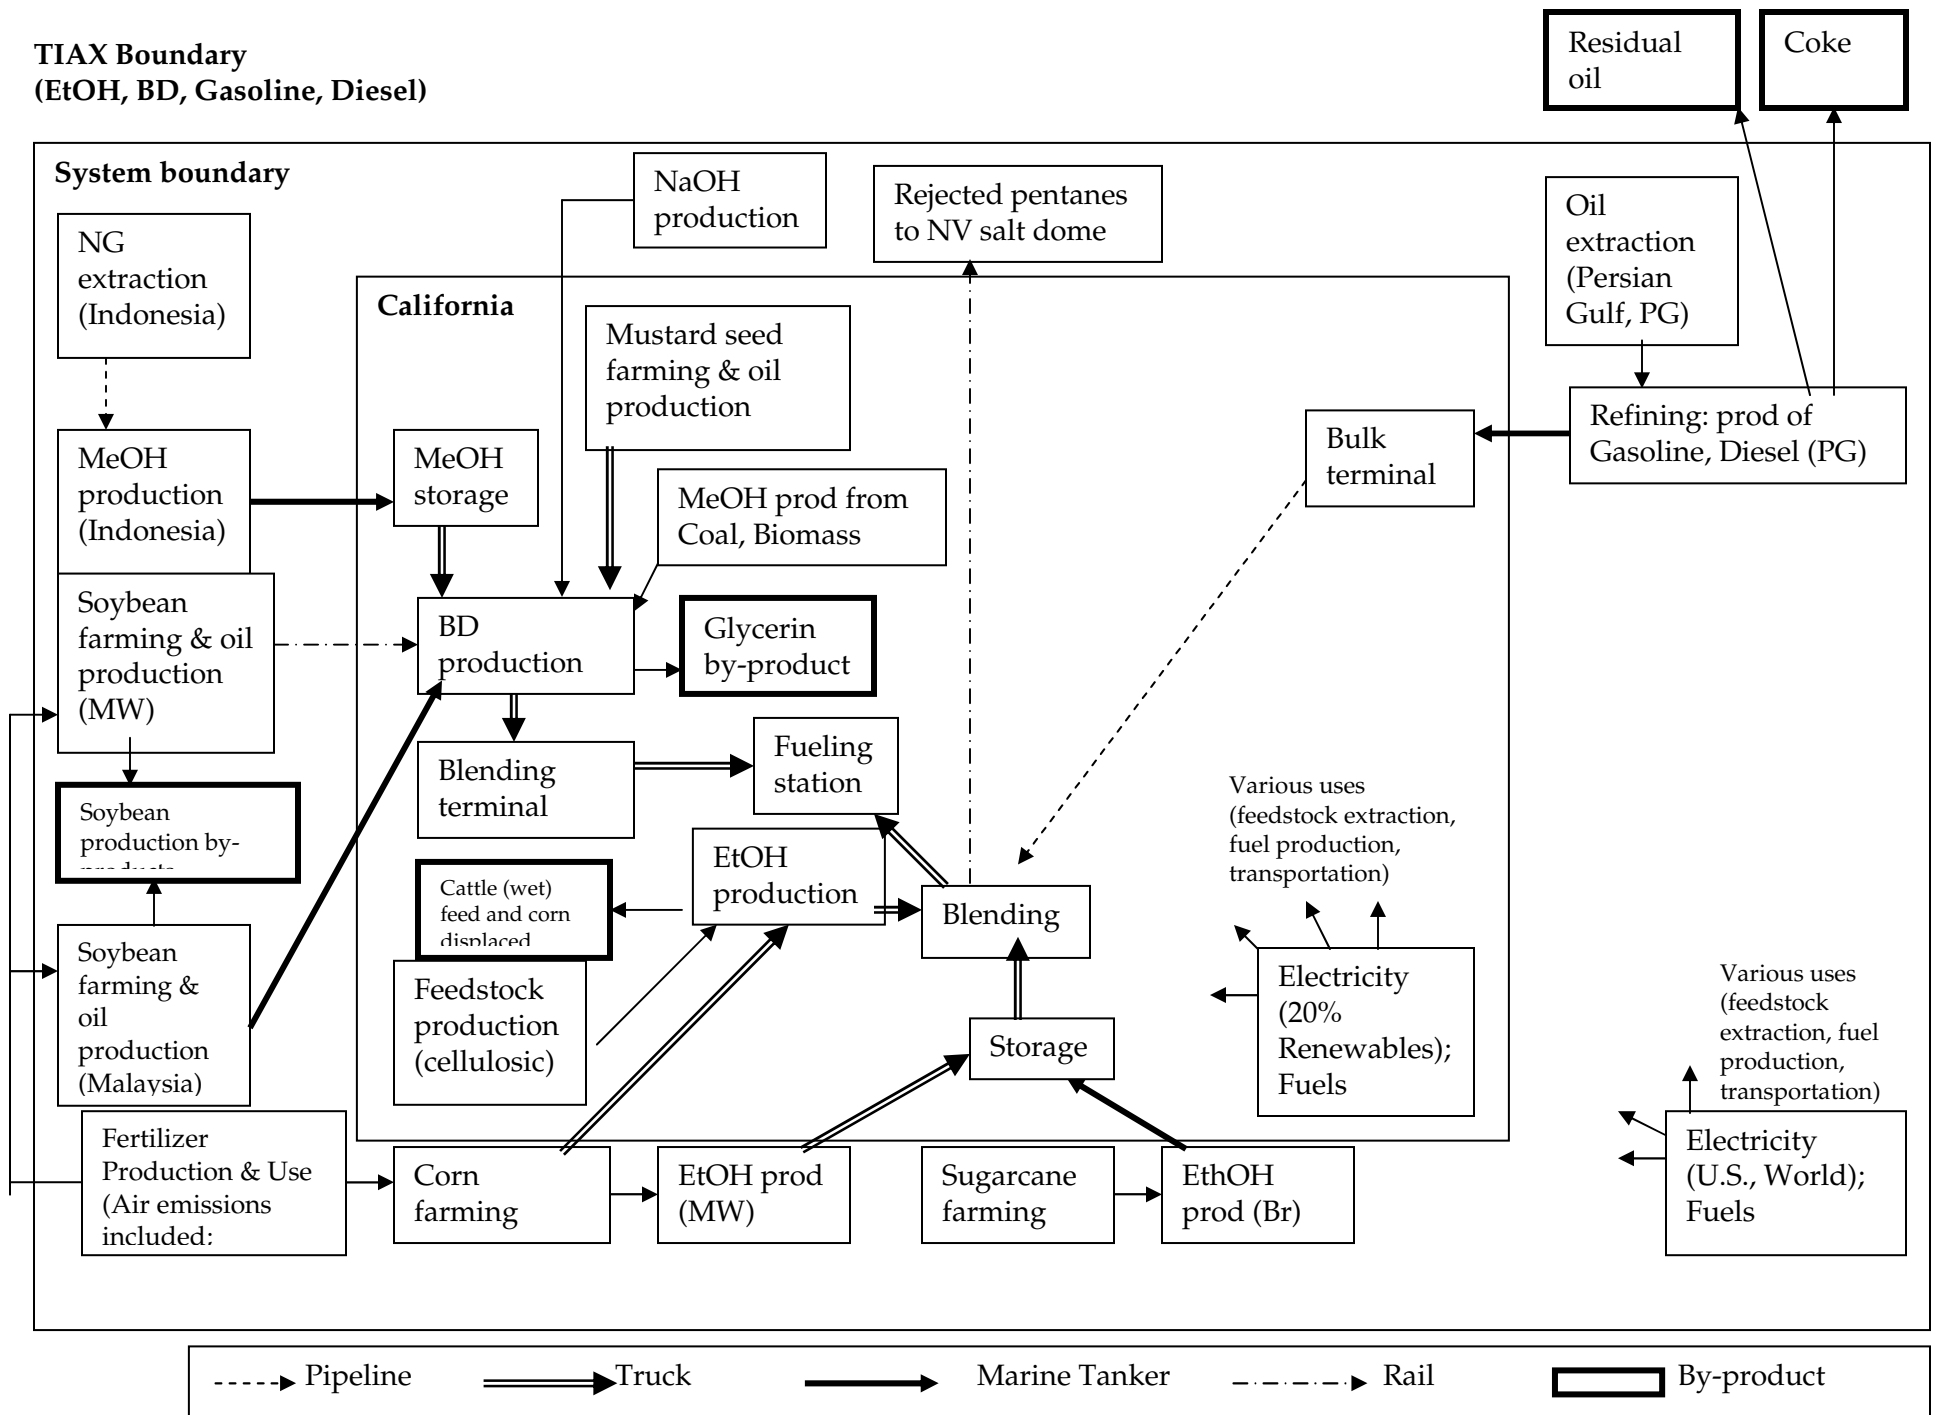 TIAX Boundary
(EtOH, BD, Gasoline, Diesel)
Residual
oil
Coke
System boundary
NG
extraction
(Indonesia)
NaOH
production
Rejected pentanes
to NV salt dome
Oil
extraction
(Persian
Gulf, PG)
California
Mustard seed
farming & oil
production
MeOH
production
(Indonesia)
MeOH
storage
MeOH prod from
Coal, Biomass
Bulk
terminal
Refining: prod of
Gasoline, Diesel (PG)
Soybean
farming & oil
production
(MW)
BD
production
Glycerin
by-product
Blending
terminal
Fueling
station
Soybean
production by-
products
Cattle (wet)
feed and corn
displaced
EtOH
production
Blending
Various uses
(feedstock extraction,
fuel production,
transportation)
Soybean
farming &
oil
production
(Malaysia)
Feedstock
production
(cellulosic)
Storage
Electricity
(20%
Renewables);
Fuels
Various uses
(feedstock
extraction, fuel
production,
transportation)
Fertilizer
Production & Use
(Air emissions
included:
Corn
farming
EtOH prod
(MW)
Sugarcane
farming
EthOH
prod (Br)
Electricity
(U.S., World);
Fuels
Pipeline
Truck
Marine Tanker
Rail
By-product